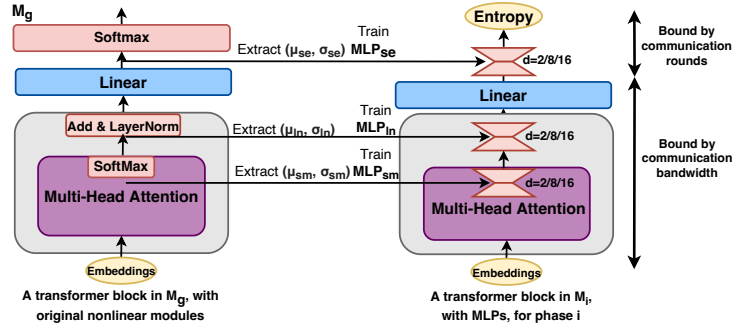 M_g
Softmax
Linear
Add & LayerNorm
SoftMax
Multi-Head Attention
Embeddings
A transformer block in M_g, with
original nonlinear modules
Train
Extract (μ_se, σ_se) MLP_se
Train
Extract (μ_ln, σ_ln) MLP_ln
Train
Extract (μ_sm, σ_sm) MLP_sm
Entropy
d=2/8/16
Linear
d=2/8/16
d=2/8/16
Multi-Head Attention
Embeddings
A transformer block in M_i,
with MLPs, for phase i
Bound by
communication
rounds
Bound by
communication
bandwidth